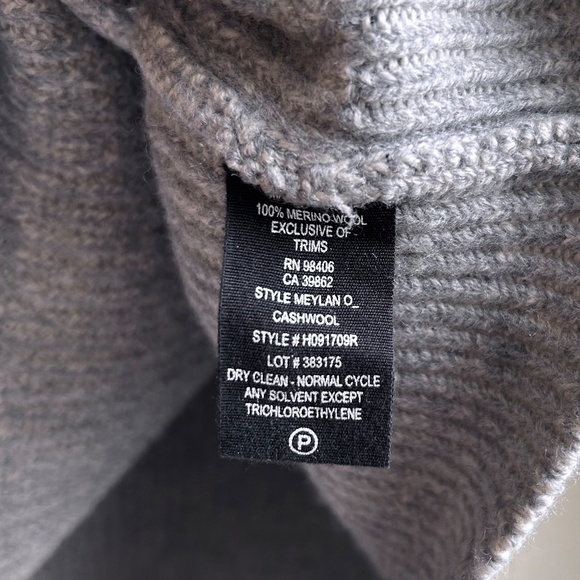 100% MERINO WOOL
EXCLUSIVE OF
TRIMS
RN 98406
CA 39862
STYLE MEYLAN O_
CASHWOOL
STYLE # H091709R
LOT # 383175
DRY CLEAN - NORMAL CYCLE
ANY SOLVENT EXCEPT
TRICHLOROETHYLENE
P